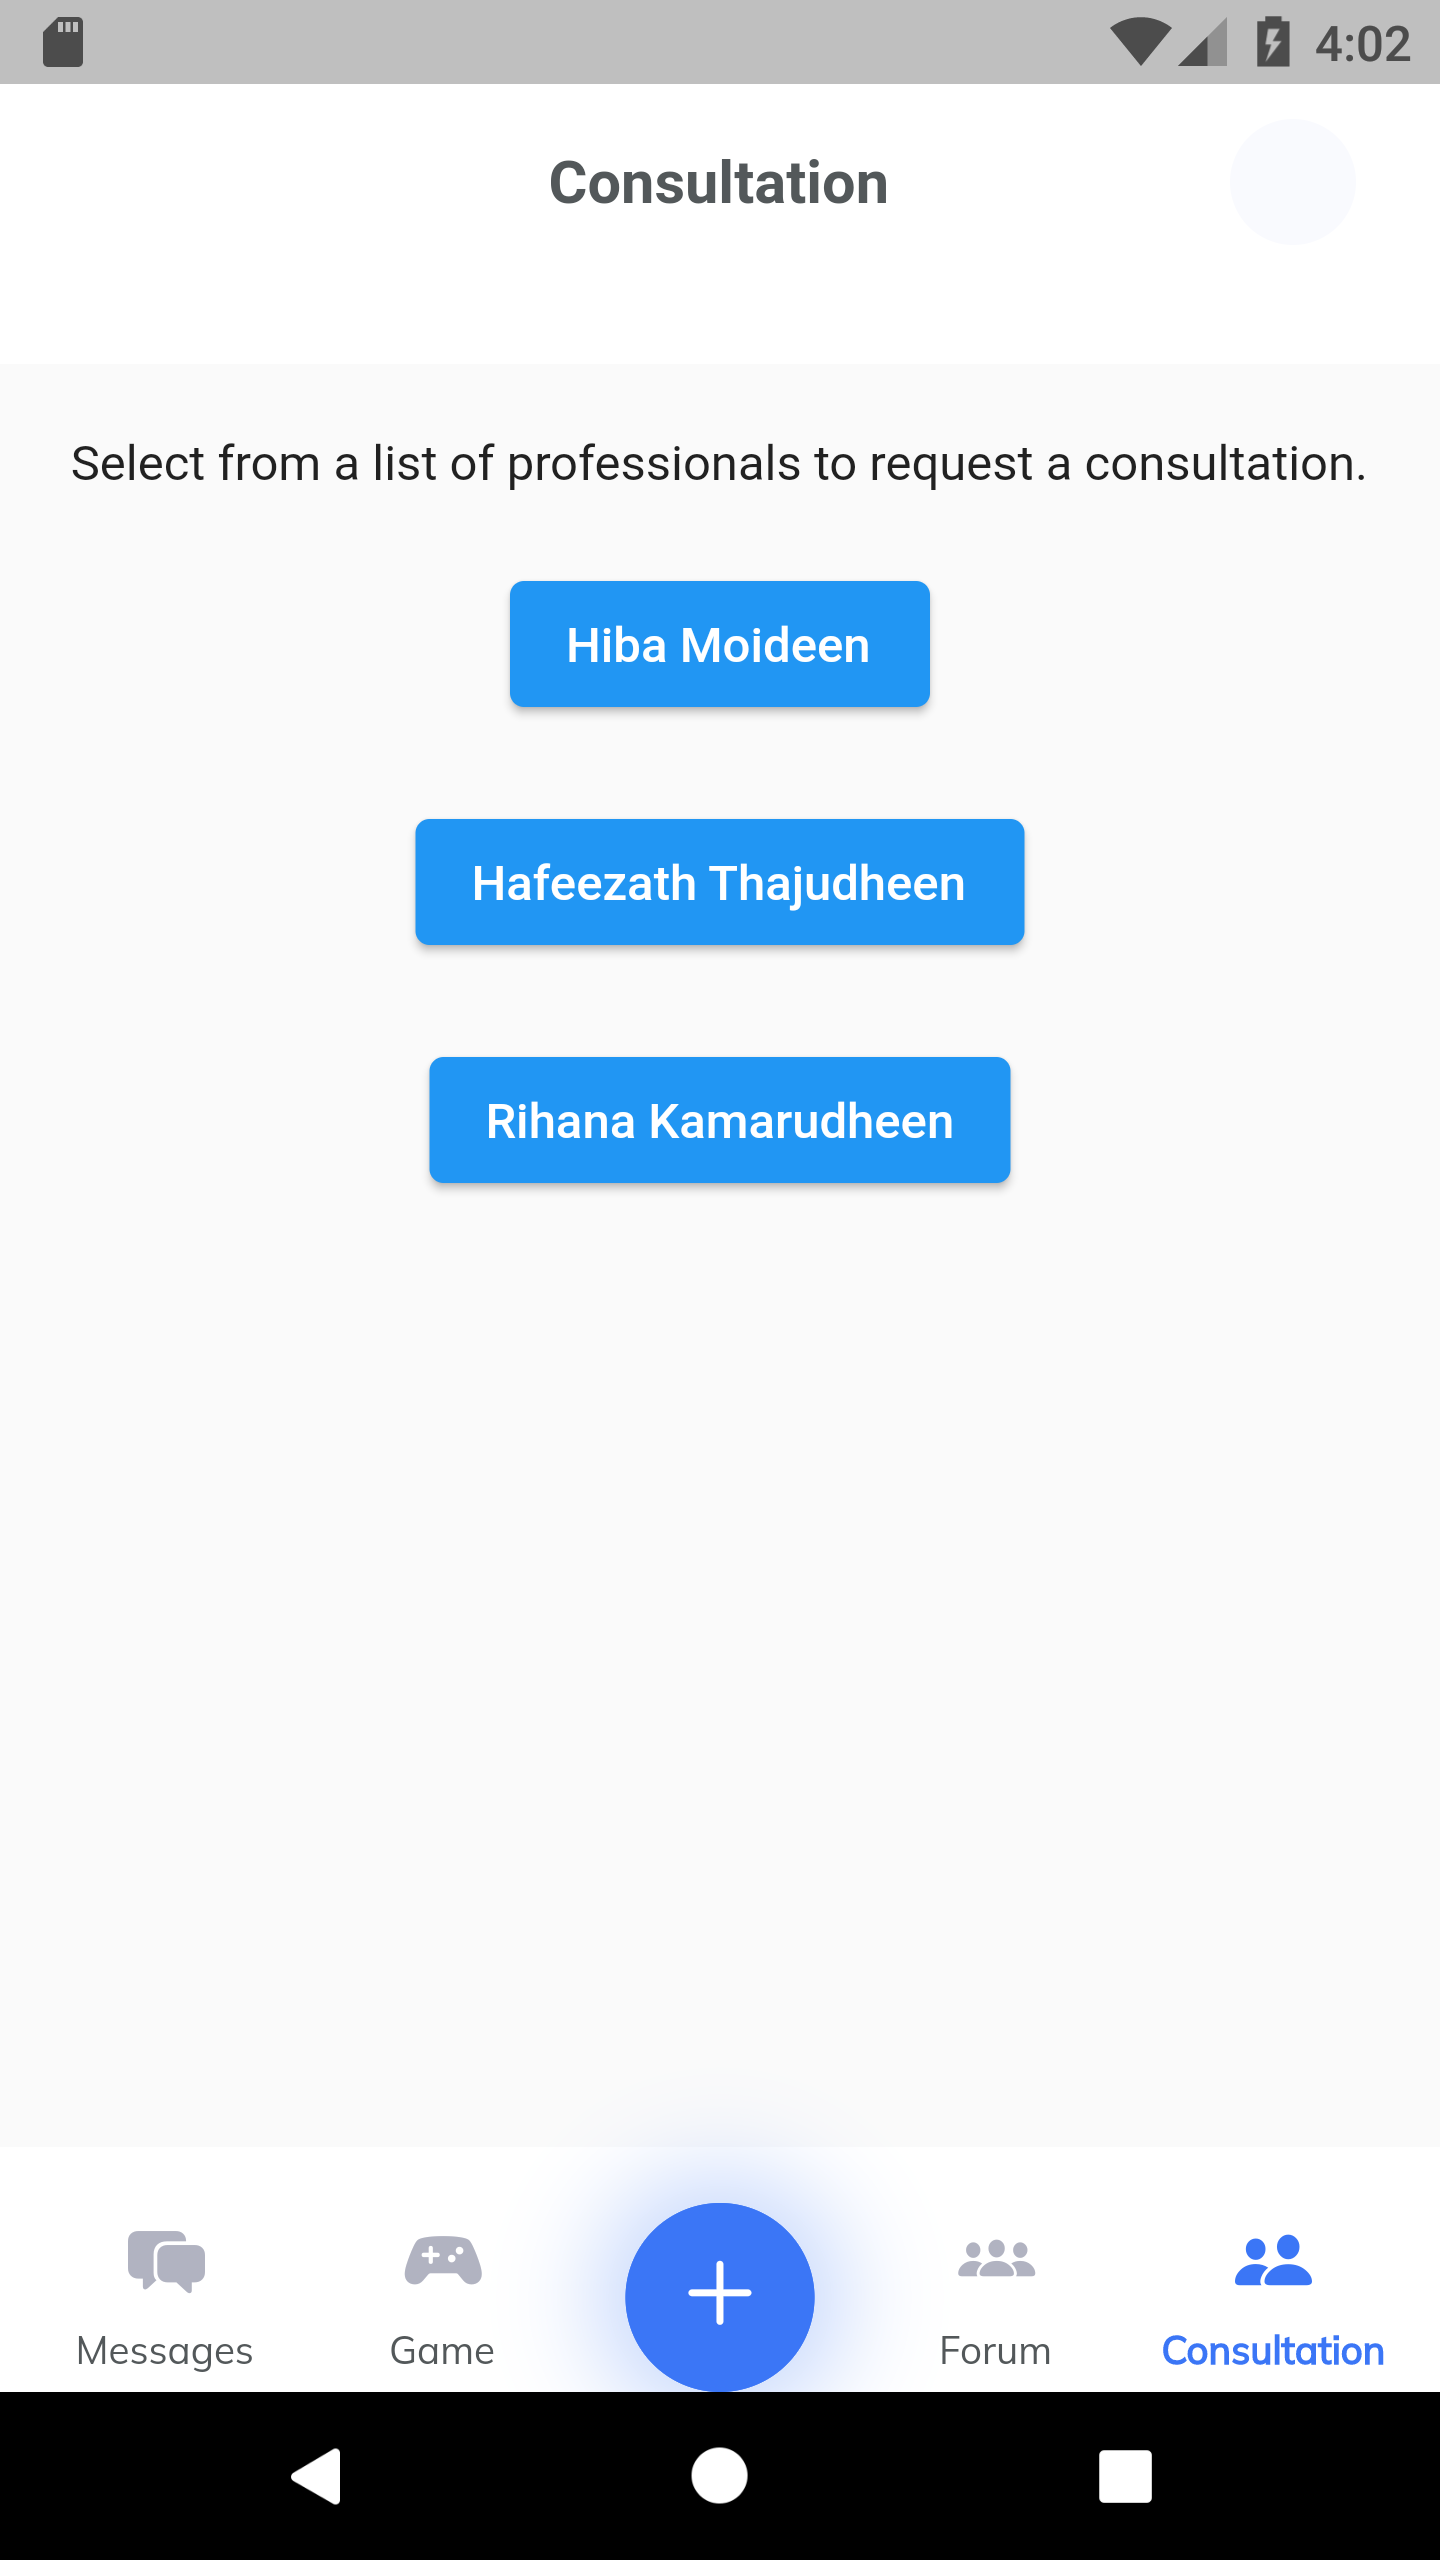 4:02
Consultation
Select from a list of professionals to request a consultation.
Hiba Moideen
Hafeezath Thajudheen
Rihana Kamarudheen
Messages
Game
Forum
Consultation